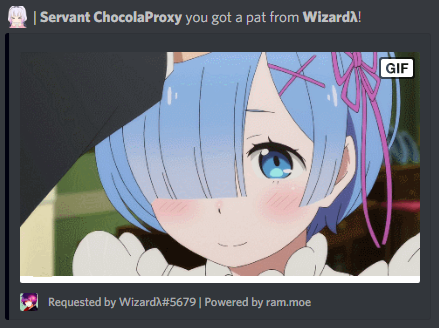 | Servant ChocolaProxy you got a pat from Wizardλ!
GIF
Requested by Wizardλ#5679 | Powered by ram.moe